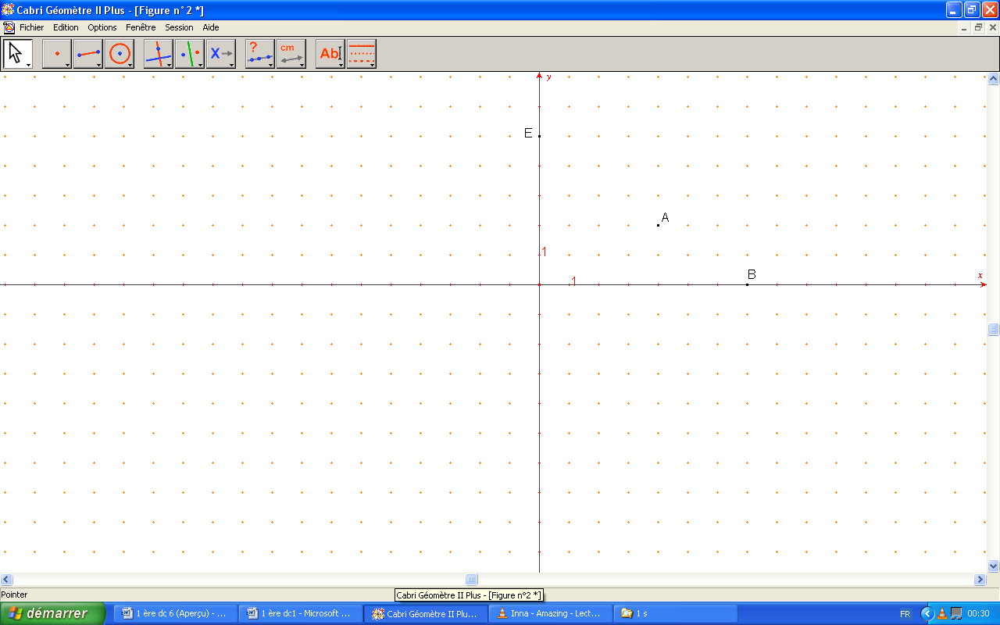 Cabri Géomètre II Plus - [Figure n°2 *]
Fichier Edition Options Fenêtre Session Aide
X ? cm Ab
y
E
A
1
B
1
x
Pointer
Cabri Géomètre II Plus - [Figure n°2 *]
démarrer
1 ère dc 6 (Aperçu) - ...
1 ère dc1 - Microsoft ...
Cabri Géomètre II Plu...
Inna - Amazing - Lect...
1 s
FR
00:30